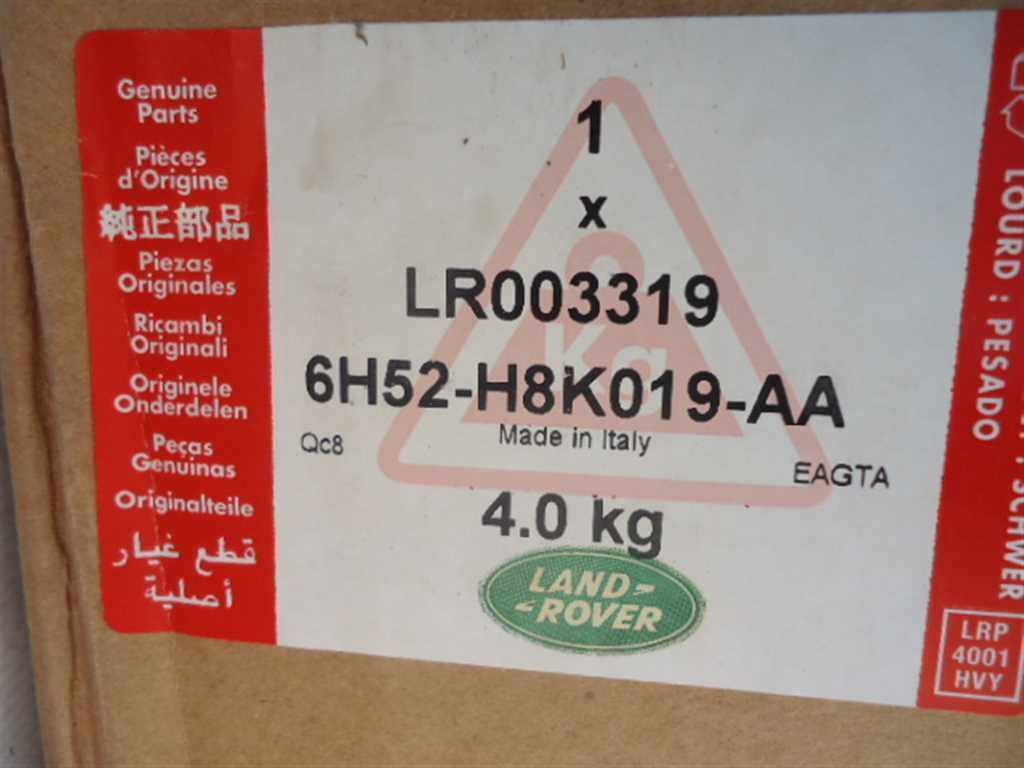 Genuine
Parts
Pièces
d'Origine
純正部品
Piezas
Originales
Ricambi
Originali
Originele
Onderdelen
Peças
Genuinas
Originalteile
قطع غيار
أصلية
1
x
LR003319
6H52-H8K019-AA
Qc8
Made in Italy
EAGTA
4.0 kg
Kg
LAND-
-ROVER
LOURD : PESADO
SCHWER
LRP
4001
HVY